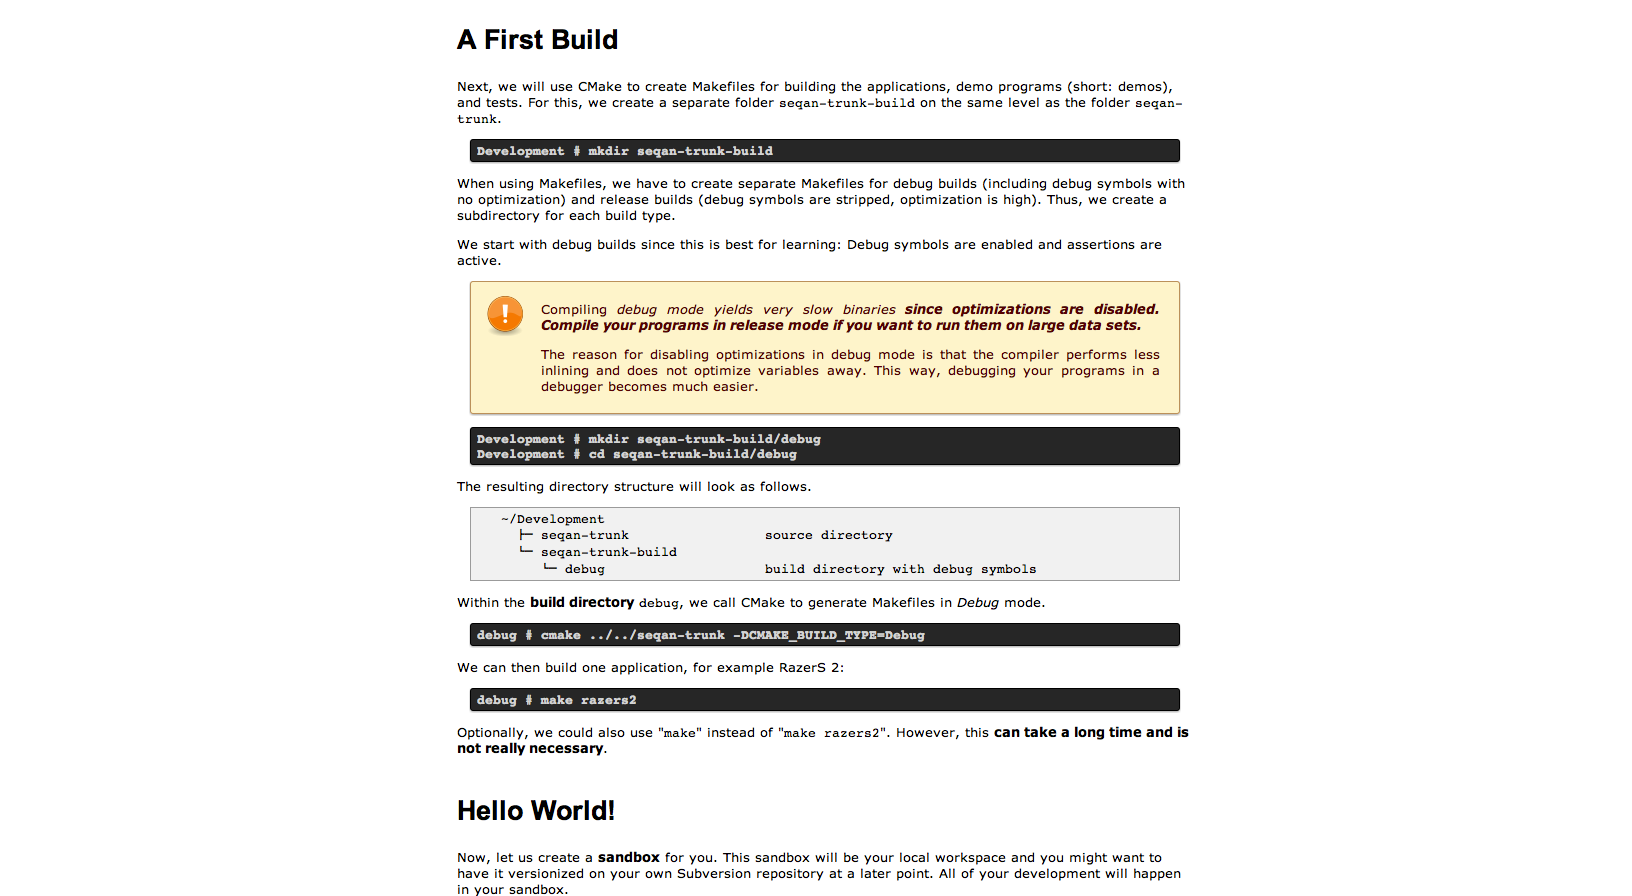 A First Build
Next, we will use CMake to create Makefiles for building the applications, demo programs (short: demos),
and tests. For this, we create a separate folder seqan-trunk-build on the same level as the folder seqan-
trunk.
Development # mkdir seqan-trunk-build
When using Makefiles, we have to create separate Makefiles for debug builds (including debug symbols with
no optimization) and release builds (debug symbols are stripped, optimization is high). Thus, we create a
subdirectory for each build type.
We start with debug builds since this is best for learning: Debug symbols are enabled and assertions are
active.
!
Compiling debug mode yields very slow binaries since optimizations are disabled.
Compile your programs in release mode if you want to run them on large data sets.
The reason for disabling optimizations in debug mode is that the compiler performs less
inlining and does not optimize variables away. This way, debugging your programs in a
debugger becomes much easier.
Development # mkdir seqan-trunk-build/debug
Development # cd seqan-trunk-build/debug
The resulting directory structure will look as follows.
~/Development
├─ seqan-trunk source directory
└─ seqan-trunk-build
└─ debug build directory with debug symbols
Within the build directory debug, we call CMake to generate Makefiles in Debug mode.
debug # cmake ../../seqan-trunk -DCMAKE_BUILD_TYPE=Debug
We can then build one application, for example RazerS 2:
debug # make razers2
Optionally, we could also use "make" instead of "make razers2". However, this can take a long time and is
not really necessary.
Hello World!
Now, let us create a sandbox for you. This sandbox will be your local workspace and you might want to
have it versionized on your own Subversion repository at a later point. All of your development will happen
in your sandbox.